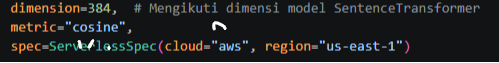 dimension=384,  # Mengikuti dimensi model SentenceTransformer
metric="cosine",
spec=ServerlessSpec(cloud="aws", region="us-east-1")